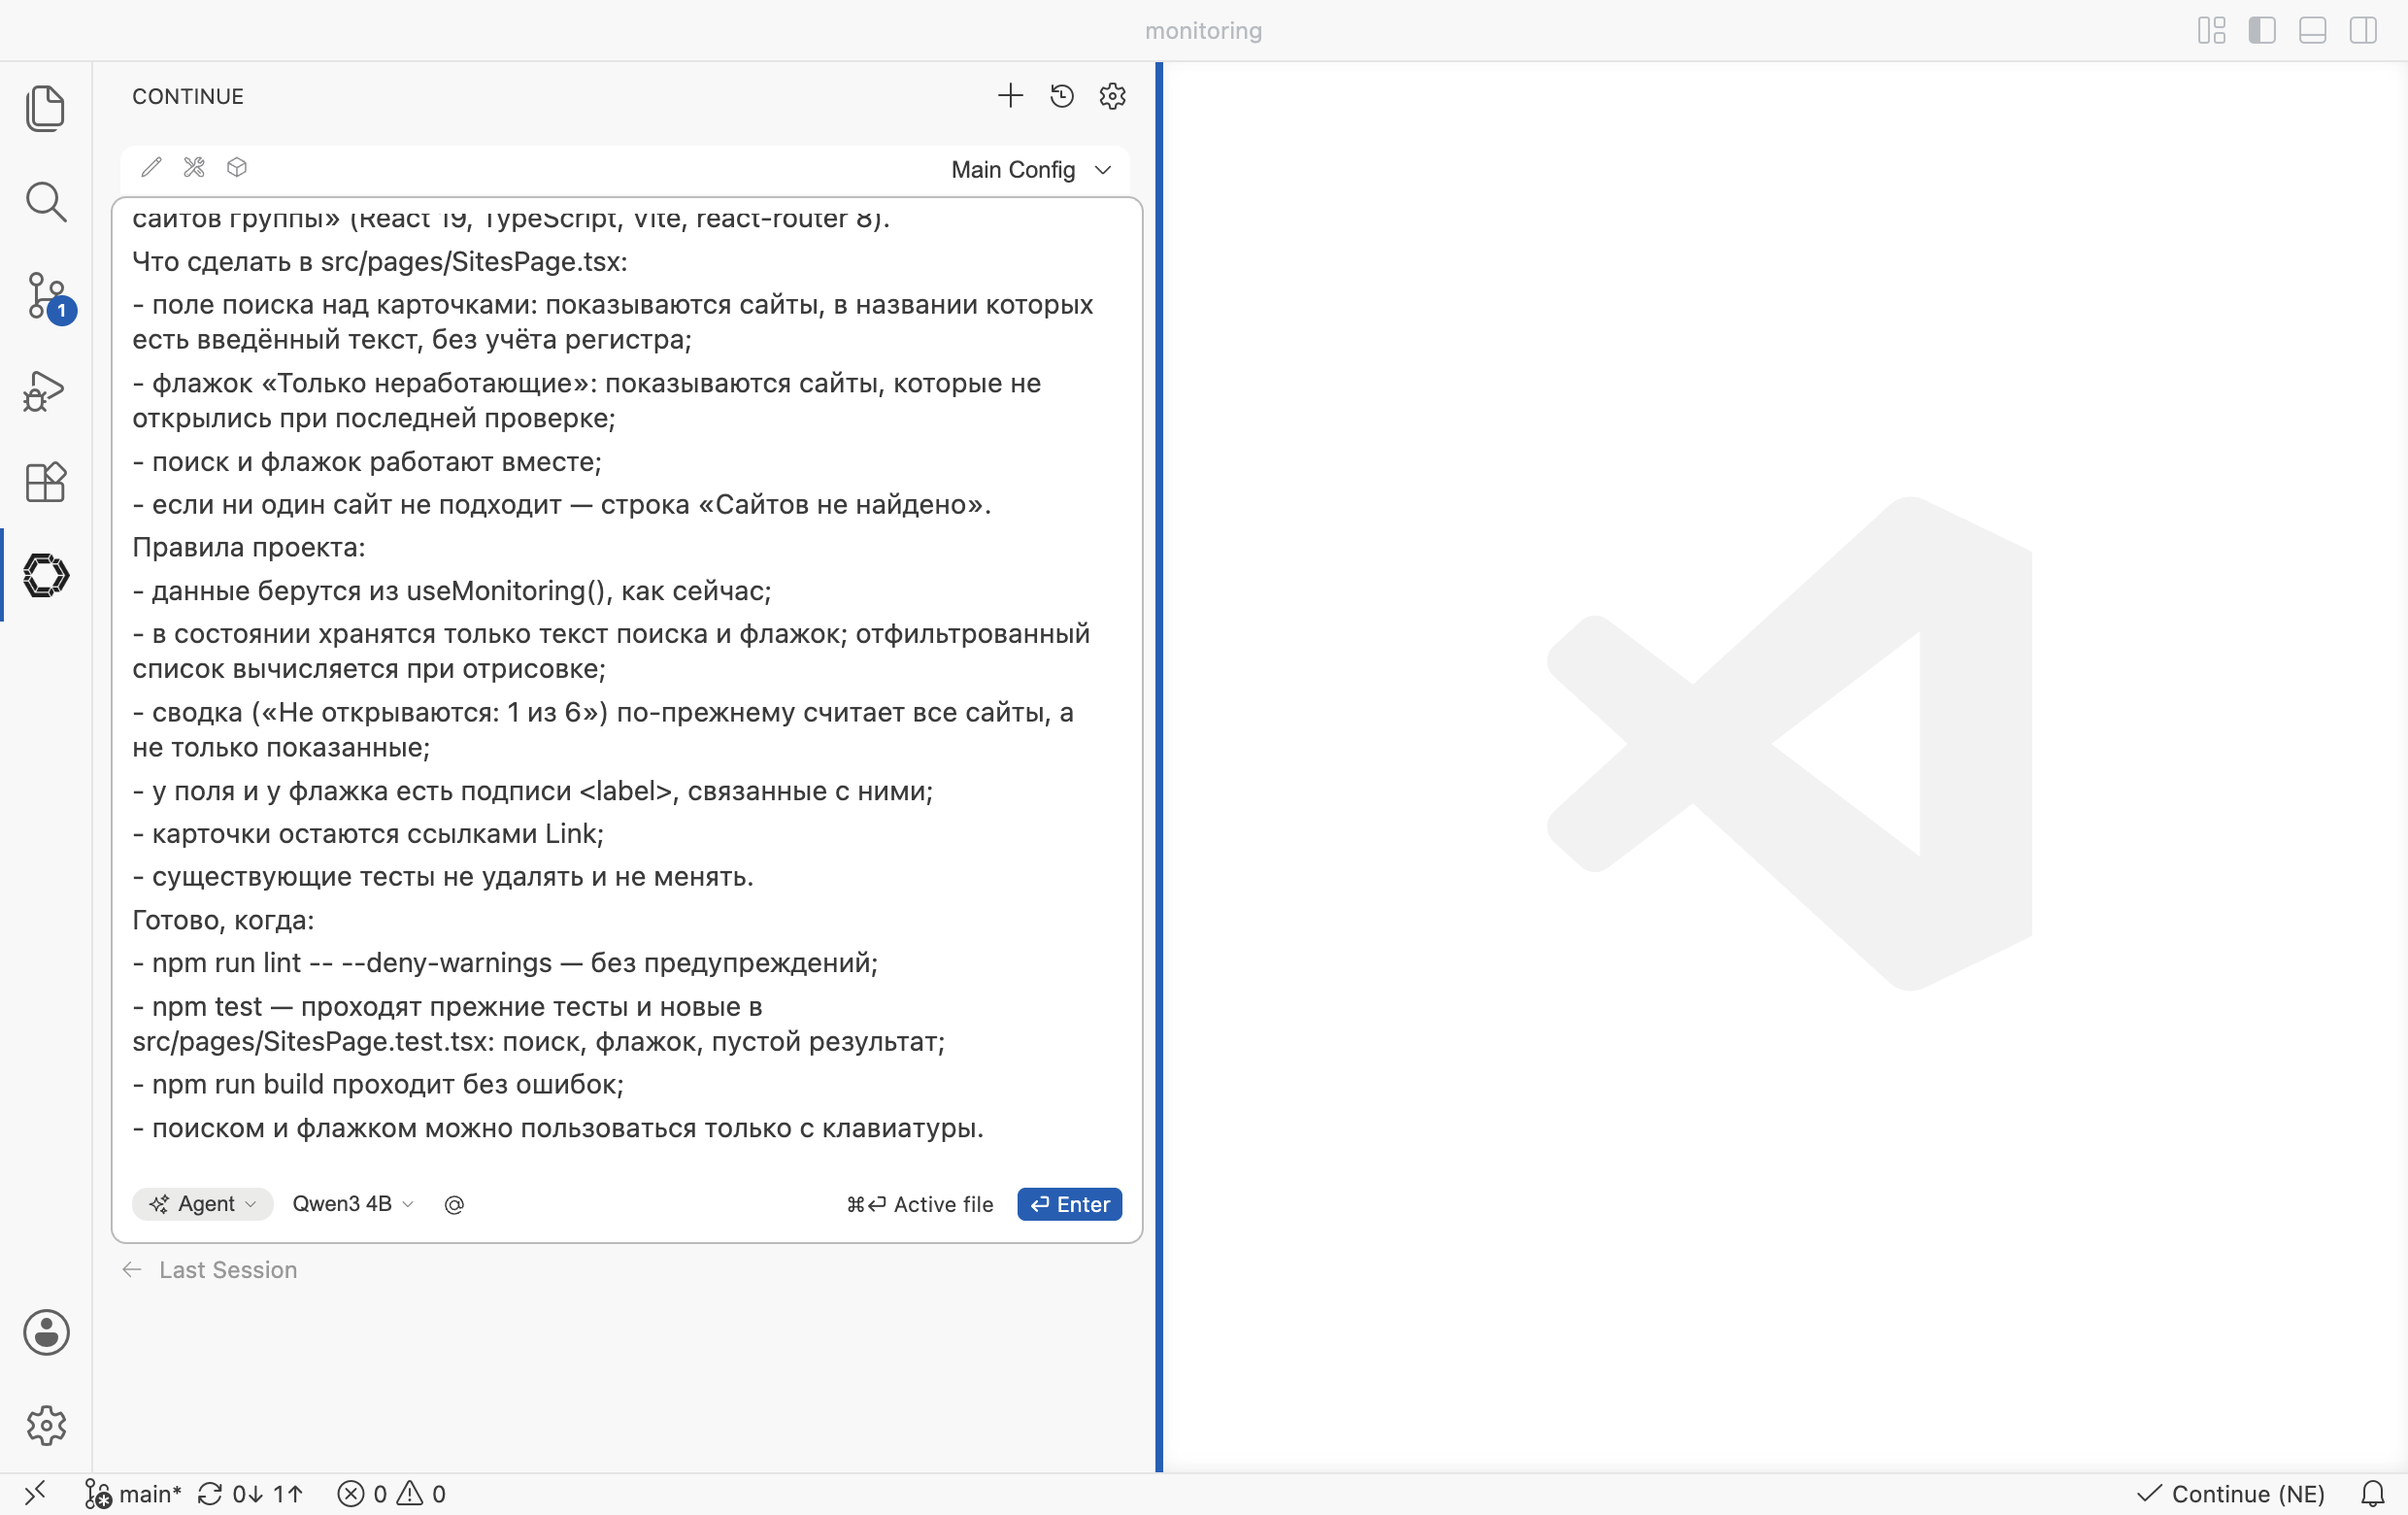 monitoring
CONTINUE
Main Config
сайтов группы» (React 19, TypeScript, Vite, react-router 8).
Что сделать в src/pages/SitesPage.tsx:
- поле поиска над карточками: показываются сайты, в названии которых
есть введённый текст, без учёта регистра;
- флажок «Только неработающие»: показываются сайты, которые не
открылись при последней проверке;
- поиск и флажок работают вместе;
- если ни один сайт не подходит — строка «Сайтов не найдено».
Правила проекта:
- данные берутся из useMonitoring(), как сейчас;
- в состоянии хранятся только текст поиска и флажок; отфильтрованный
список вычисляется при отрисовке;
- сводка («Не открываются: 1 из 6») по-прежнему считает все сайты, а
не только показанные;
- у поля и у флажка есть подписи <label>, связанные с ними;
- карточки остаются ссылками Link;
- существующие тесты не удалять и не менять.
Готово, когда:
- npm run lint -- --deny-warnings — без предупреждений;
- npm test — проходят прежние тесты и новые в
src/pages/SitesPage.test.tsx: поиск, флажок, пустой результат;
- npm run build проходит без ошибок;
- поиском и флажком можно пользоваться только с клавиатуры.
Agent Qwen3 4B @ ⌘⏎ Active file ⏎ Enter
Last Session
1
main* 0↓ 1↑ 0 0 Continue (NE)